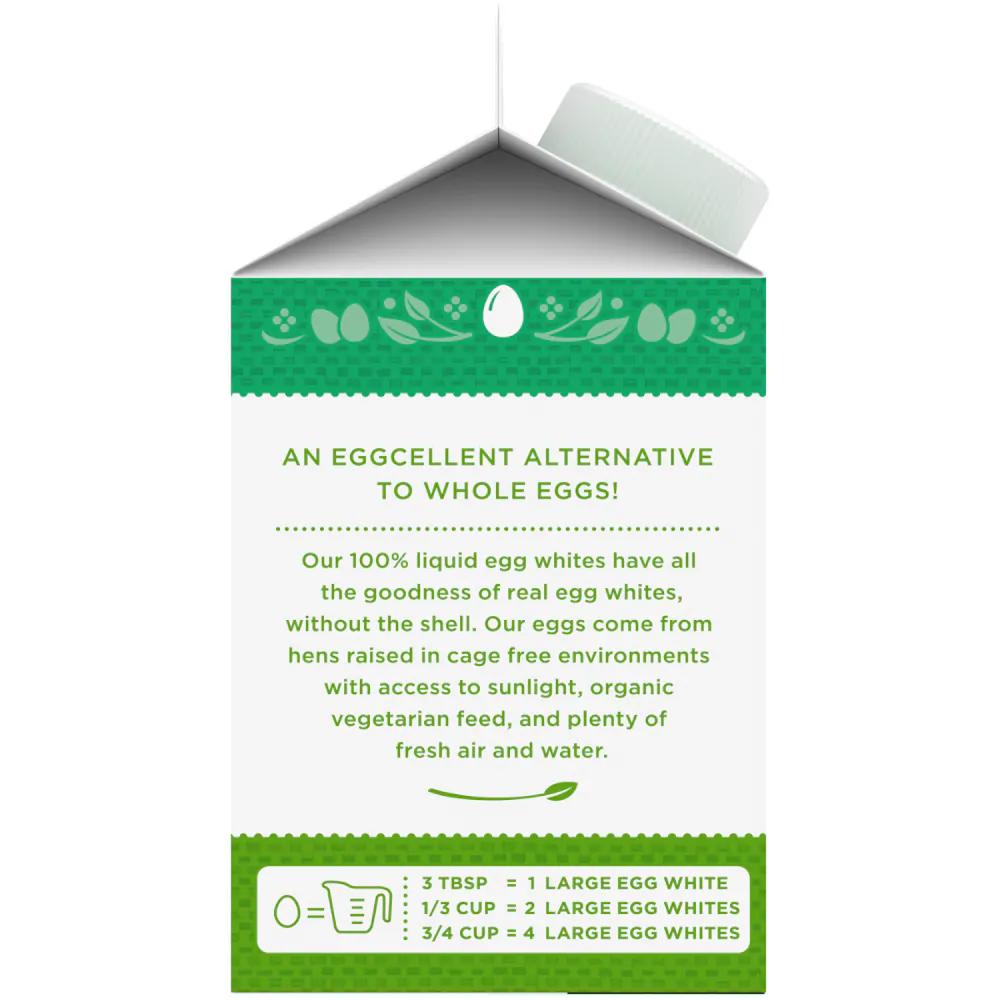 AN EGGCELLENT ALTERNATIVE
TO WHOLE EGGS!
Our 100% liquid egg whites have all
the goodness of real egg whites,
without the shell. Our eggs come from
hens raised in cage free environments
with access to sunlight, organic
vegetarian feed, and plenty of
fresh air and water.
=
3 TBSP = 1 LARGE EGG WHITE
1/3 CUP = 2 LARGE EGG WHITES
3/4 CUP = 4 LARGE EGG WHITES